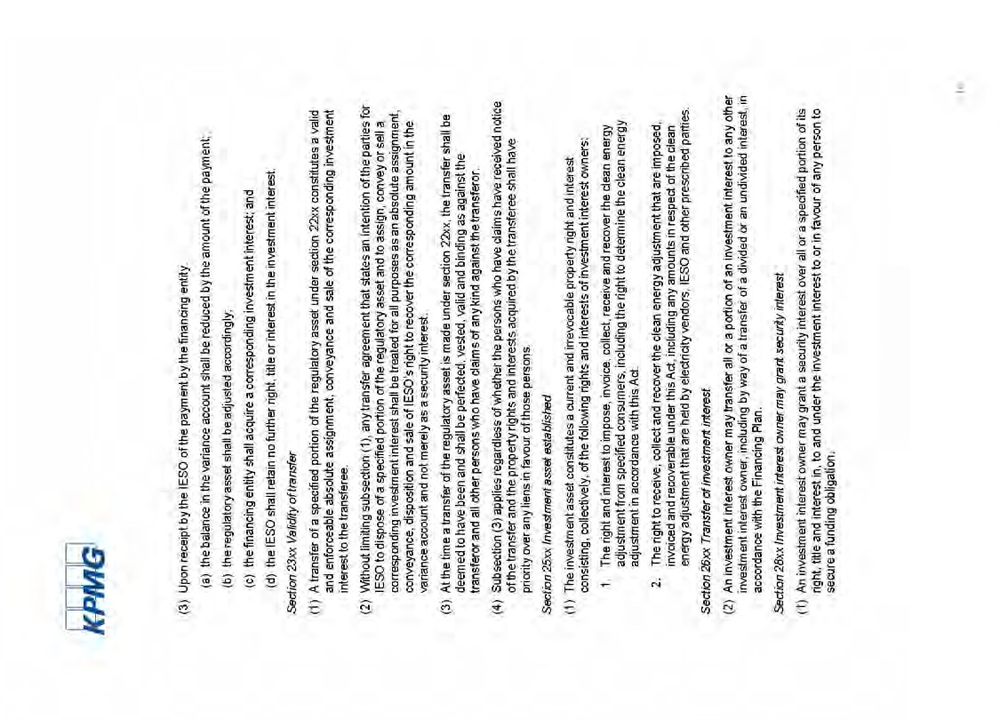 KPMG
(3) Upon receipt by the IESO of the payment by the financing entity
(a) the balance in the variance account shall be reduced by the amount of the payment;
(b) the regulatory asset shall be adjusted accordingly;
(c) the financing entity shall acquire a corresponding investment interest; and
(d) the IESO shall retain no further right, title or interest in the investment interest.
Section 23xx Validity of transfer
(1) A transfer of a specified portion of the regulatory asset under section 22xx constitutes a valid
and enforceable absolute assignment, conveyance and sale of the corresponding investment
interest to the transferee.
(2) Without limiting subsection (1), any transfer agreement that states an intention of the parties for
IESO to dispose of a specified portion of the regulatory asset and to assign, convey or sell a
corresponding investment interest shall be treated for all purposes as an absolute assignment,
conveyance, disposition and sale of IESO's right to recover the corresponding amount in the
variance account and not merely as a security interest.
(3) At the time a transfer of the regulatory asset is made under section 22xx, the transfer shall be
deemed to have been and shall be perfected, vested, valid and binding as against the
transferor and all other persons who have claims of any kind against the transferor.
(4) Subsection (3) applies regardless of whether the persons who have claims have received notice
of the transfer and the property rights and interests acquired by the transferee shall have
priority over any liens in favour of those persons.
Section 25xx Investment asset established
(1) The investment asset constitutes a current and irrevocable property right and interest
consisting, collectively, of the following rights and interests of investment interest owners:
1. The right and interest to impose, invoice, collect, receive and recover the clean energy
adjustment from specified consumers, including the right to determine the clean energy
adjustment in accordance with this Act.
2. The right to receive, collect and recover the clean energy adjustment that are imposed,
invoiced and recoverable under this Act, including any amounts in respect of the clean
energy adjustment that are held by electricity vendors, IESO and other prescribed parties.
Section 26xx Transfer of investment interest
(2) An investment interest owner may transfer all or a portion of an investment interest to any other
investment interest owner, including by way of a transfer of a divided or an undivided interest, in
accordance with the Financing Plan.
Section 28xx Investment interest owner may grant security interest
(1) An investment interest owner may grant a security interest over all or a specified portion of its
right, title and interest in, to and under the investment interest to or in favour of any person to
secure a funding obligation.